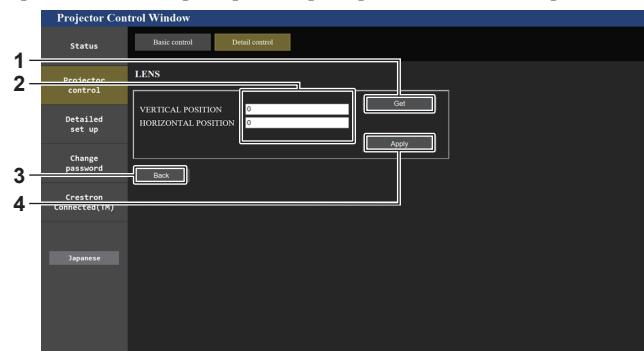 Projector Control Window
Status
Basic control
Detail control
1
2
Projector
control
LENS
VERTICAL POSITION
0
Get
HORIZONTAL POSITION
0
Detailed
set up
Apply
Change
password
3
Back
4
Crestron
Connected(TM)
Japanese